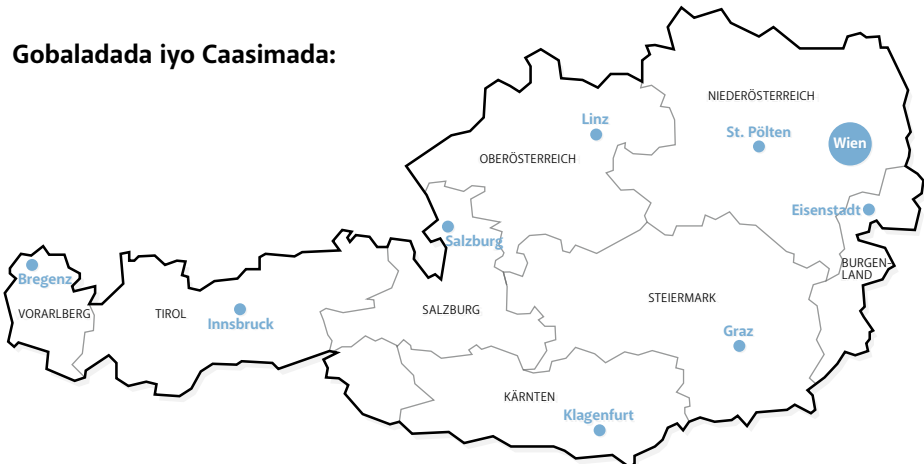 Gobaladada iyo Caasimada:
NIEDERÖSTERREICH
Linz
St. Pölten
Wien
OBERÖSTERREICH
Eisenstadt
Salzburg
BURGEN-
LAND
Bregenz
STEIERMARK
VORARLBERG
TIROL
SALZBURG
Innsbruck
Graz
KÄRNTEN
Klagenfurt